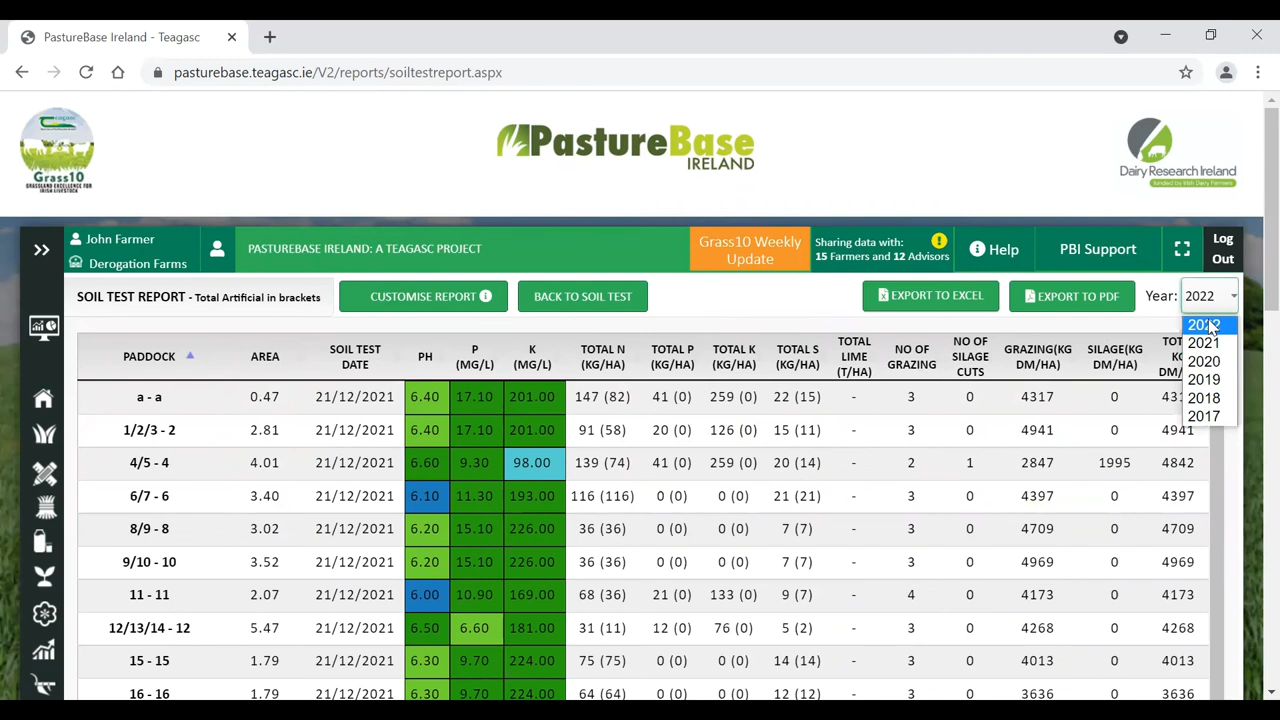 PastureBase Ireland - Teagasc
pasturebase.teagasc.ie/V2/reports/soiltestreport.aspx
teagasc
Grass10
GRASSLAND EXCELLENCE FOR
IRISH LIVESTOCK
PastureBase
IRELAND
Dairy Research Ireland
funded by Irish Dairy Farmers
John Farmer
Derogation Farms
PASTUREBASE IRELAND: A TEAGASC PROJECT
Grass10 Weekly
Update
Sharing data with:
15 Farmers and 12 Advisors
Help
PBI Support
Log
Out
SOIL TEST REPORT - Total Artificial in brackets
CUSTOMISE REPORT
BACK TO SOIL TEST
EXPORT TO EXCEL
EXPORT TO PDF
Year: 2022
2022
2021
2020
2019
2018
2017
PADDOCK AREA SOIL TEST DATE PH P (MG/L) K (MG/L) TOTAL N (KG/HA) TOTAL P (KG/HA) TOTAL K (KG/HA) TOTAL S (KG/HA) TOTAL LIME (T/HA) NO OF GRAZING NO OF SILAGE CUTS GRAZING(KG DM/HA) SILAGE(KG DM/HA)
a - a 0.47 21/12/2021 6.40 17.10 201.00 147 (82) 41 (0) 259 (0) 22 (15) - 3 0 4317 0
1/2/3 - 2 2.81 21/12/2021 6.40 17.10 201.00 91 (58) 20 (0) 126 (0) 15 (11) - 3 0 4941 0 4941
4/5 - 4 4.01 21/12/2021 6.60 9.30 98.00 139 (74) 41 (0) 259 (0) 20 (14) - 2 1 2847 1995 4842
6/7 - 6 3.40 21/12/2021 6.10 11.30 193.00 116 (116) 0 (0) 0 (0) 21 (21) - 3 0 4397 0 4397
8/9 - 8 3.02 21/12/2021 6.20 15.10 226.00 36 (36) 0 (0) 0 (0) 7 (7) - 3 0 4709 0 4709
9/10 - 10 3.52 21/12/2021 6.20 15.10 226.00 36 (36) 0 (0) 0 (0) 7 (7) - 3 0 4969 0 4969
11 - 11 2.07 21/12/2021 6.00 10.90 169.00 68 (36) 21 (0) 133 (0) 9 (7) - 4 0 4173 0 4173
12/13/14 - 12 5.47 21/12/2021 6.50 6.60 181.00 31 (11) 12 (0) 76 (0) 5 (2) - 3 0 4268 0 4268
15 - 15 1.79 21/12/2021 6.30 9.70 224.00 75 (75) 0 (0) 0 (0) 14 (14) - 3 0 4013 0 4013
16 - 16 1.79 21/12/2021 6.30 9.70 224.00 64 (64) 0 (0) 0 (0) 12 (12) - 3 0 3636 0 3636